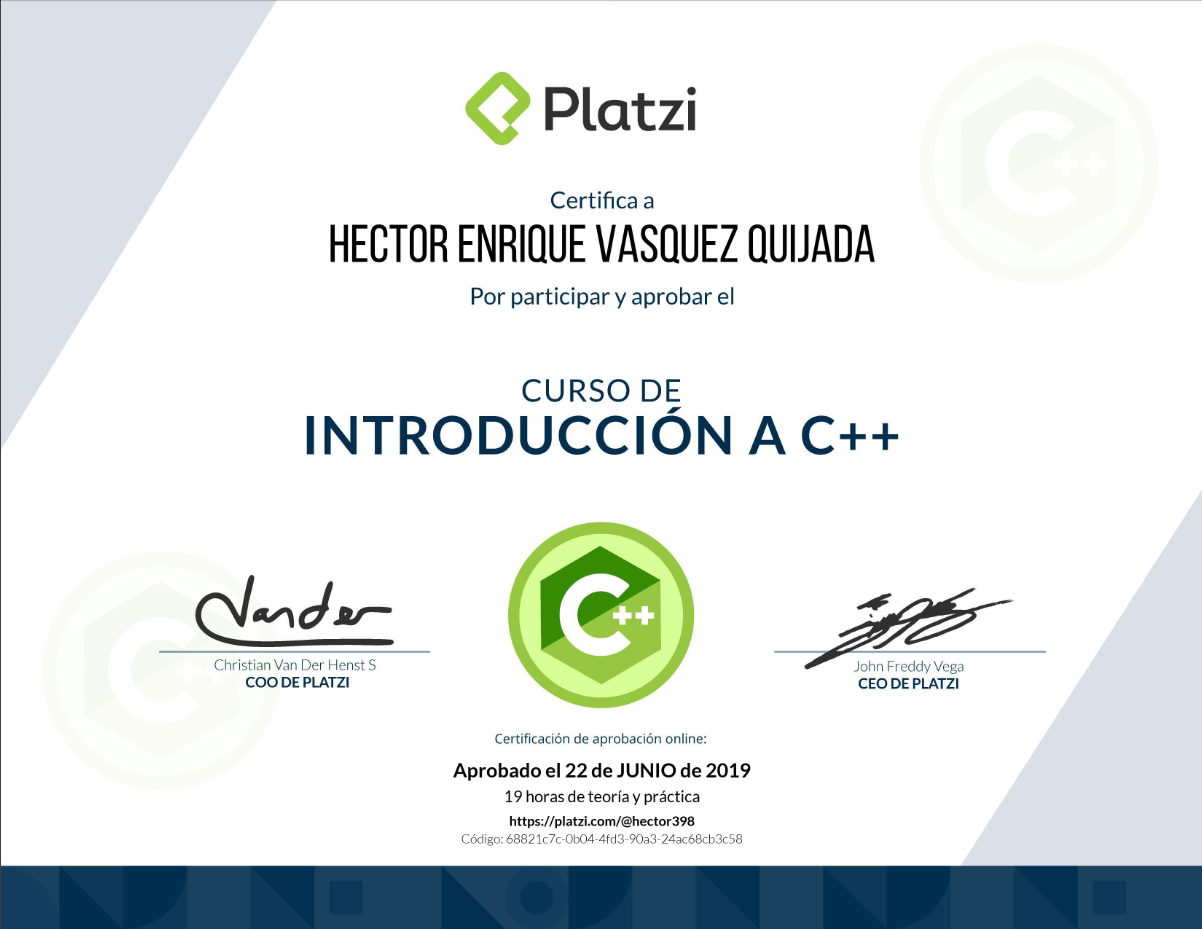 Platzi
Certifica a
HECTOR ENRIQUE VASQUEZ QUIJADA
Por participar y aprobar el
CURSO DE
INTRODUCCIÓN A C++
C++
C++
Vander
C++
C++
Christian Van Der Henst S
COO DE PLATZI
John Freddy Vega
CEO DE PLATZI
Certificación de aprobación online:
Aprobado el 22 de JUNIO de 2019
19 horas de teoría y práctica
https://platzi.com/@hector398
Código: 68821c7c-0b04-4fd3-90a3-24ac68cb3c58